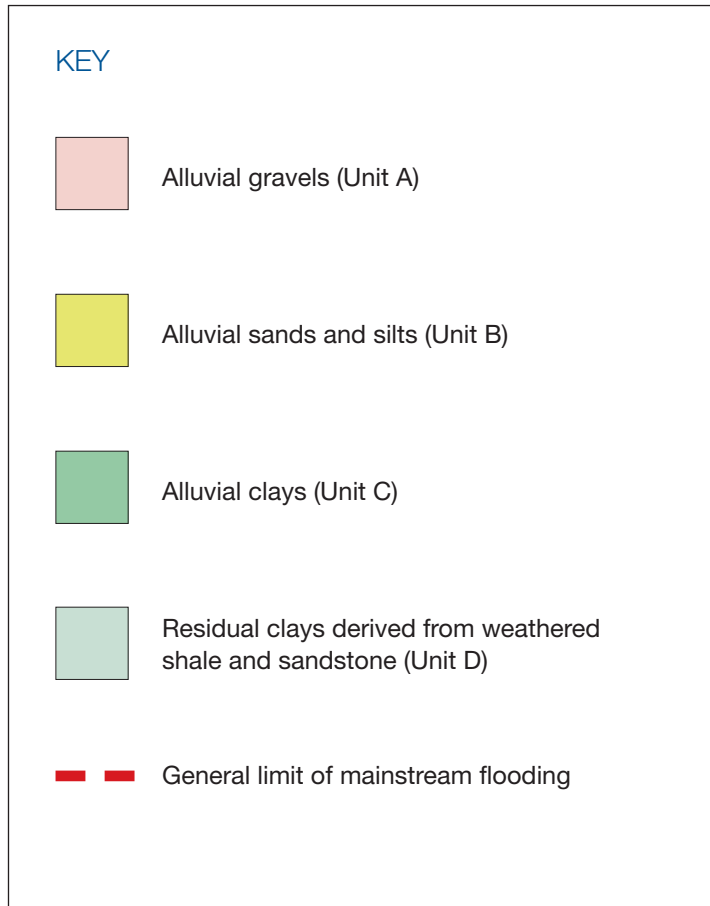 KEY
Alluvial gravels (Unit A)
Alluvial sands and silts (Unit B)
Alluvial clays (Unit C)
Residual clays derived from weathered
shale and sandstone (Unit D)
General limit of mainstream flooding